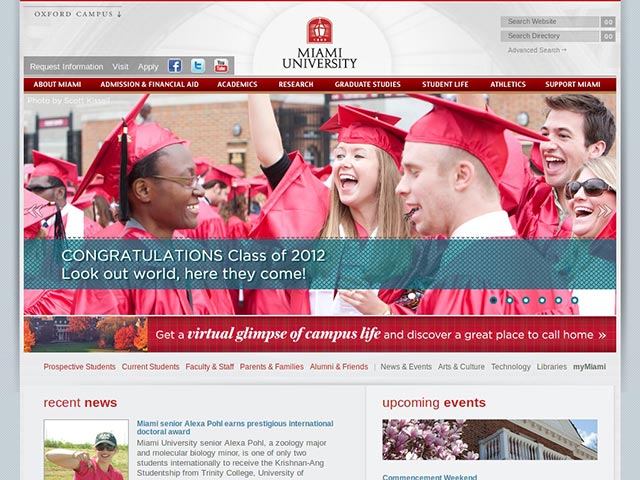 OXFORD CAMPUS
Search Website GO
Search Directory GO
Advanced Search
Request Information Visit Apply
You Tube
MIAMI
UNIVERSITY
ABOUT MIAMI ADMISSION & FINANCIAL AID ACADEMICS RESEARCH GRADUATE STUDIES STUDENT LIFE ATHLETICS SUPPORT MIAMI
Photo by Scott Kissell
CONGRATULATIONS Class of 2012
Look out world, here they come!
Get a virtual glimpse of campus life and discover a great place to call home »
Prospective Students Current Students Faculty & Staff Parents & Families Alumni & Friends | News & Events Arts & Culture Technology Libraries myMiami
recent news
Miami senior Alexa Pohl earns prestigious international
doctoral award
Miami University senior Alexa Pohl, a zoology major
and molecular biology minor, is one of only two
students internationally to receive the Krishnan-Ang
Studentship from Trinity College, University of
upcoming events
Commencement Weekend